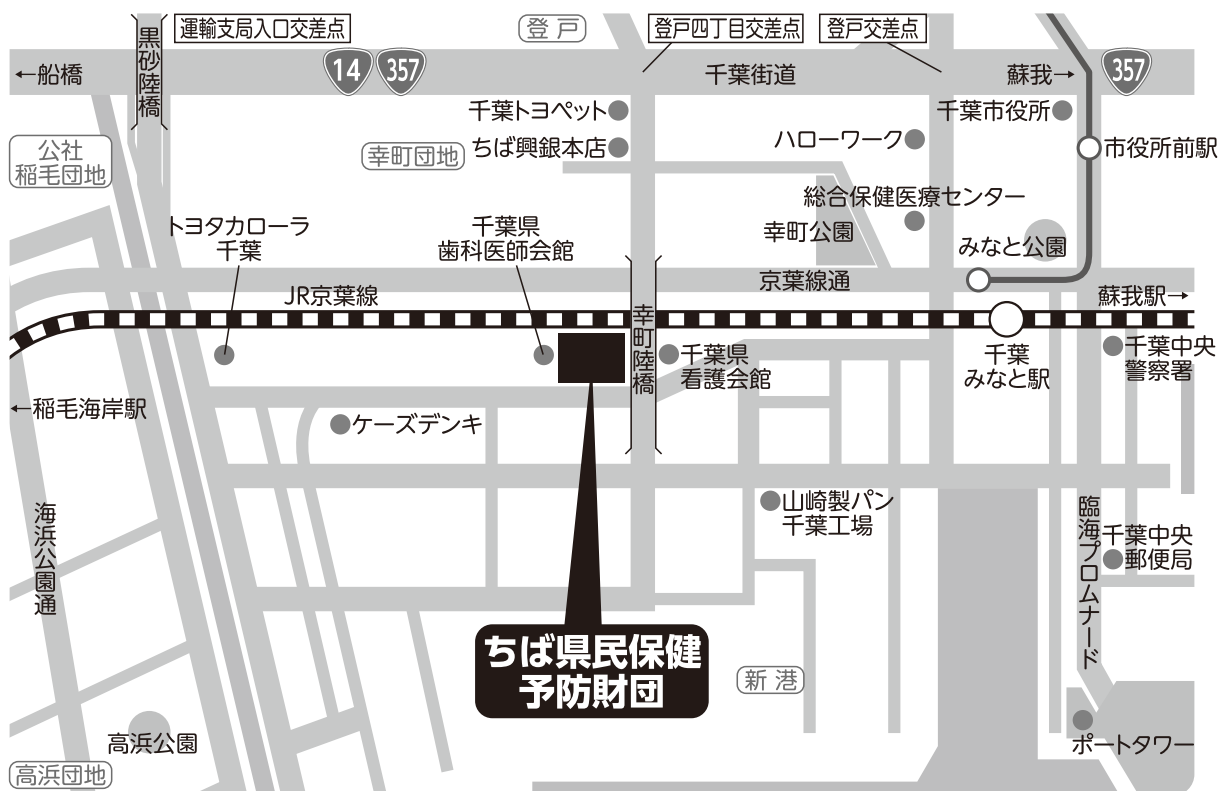 運輸支局入口交差点
登戸
登戸四丁目交差点
登戸交差点
黒砂陸橋
←船橋
14
357
千葉街道
蘇我→
357
千葉トヨペット
千葉市役所
公社
稲毛団地
幸町団地
ちば興銀本店
ハローワーク
市役所前駅
総合保健医療センター
トヨタカローラ
千葉
千葉県
歯科医師会館
幸町公園
みなと公園
京葉線通
JR京葉線
蘇我駅→
幸町陸橋
千葉県
看護会館
千葉
みなと駅
千葉中央
警察署
←稲毛海岸駅
ケーズデンキ
山崎製パン
千葉工場
海浜公園通
臨海プロムナード
千葉中央
郵便局
ちば県民保健
予防財団
新港
高浜公園
ポートタワー
高浜団地